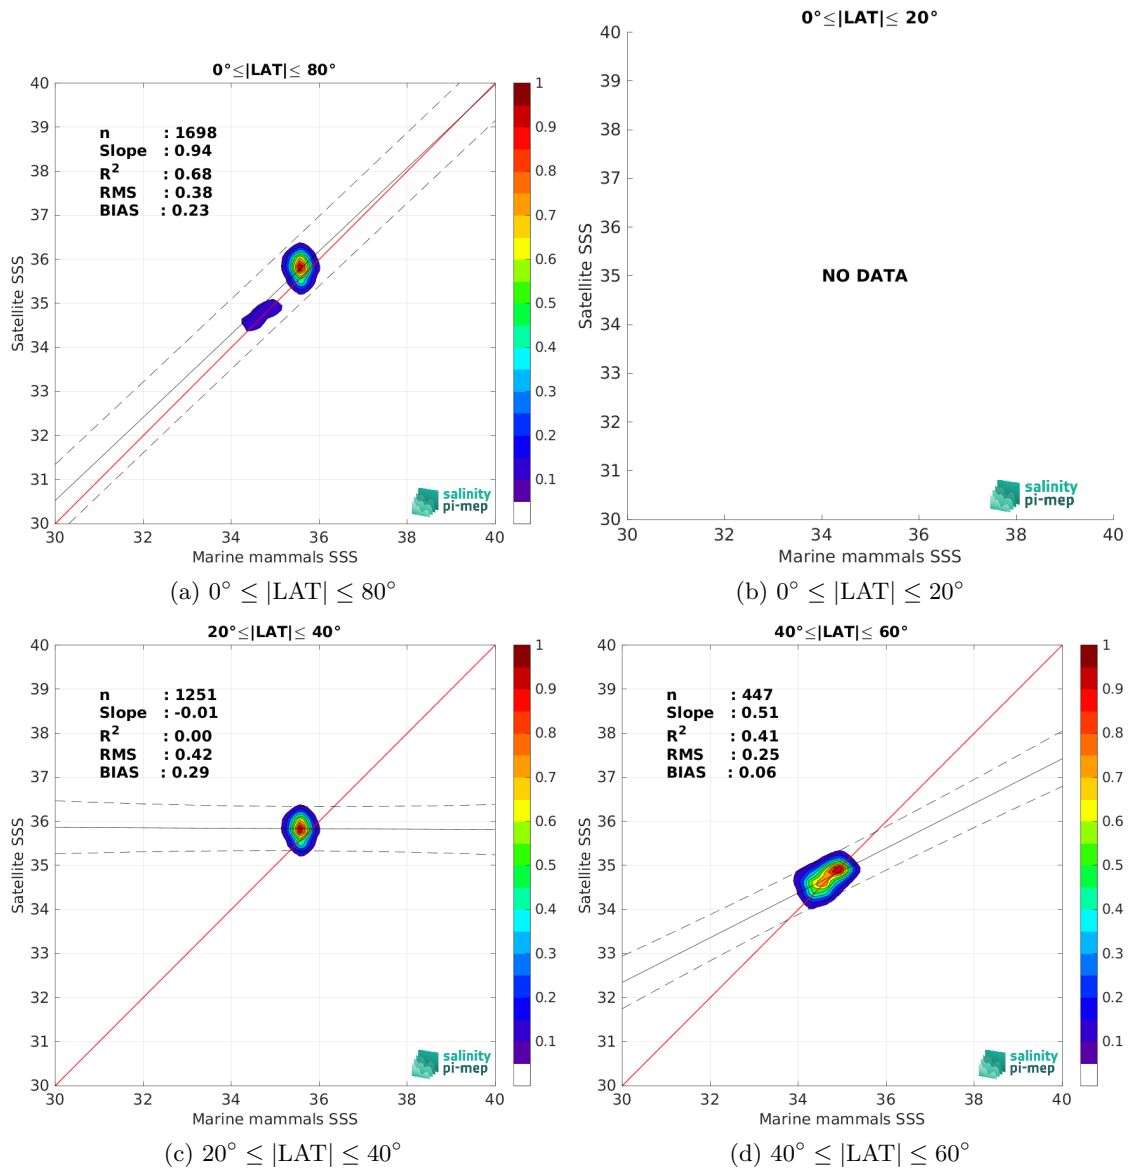 0°≤|LAT|≤ 80°
40
39
38
37
36
35
34
33
32
31
30
n : 1698
Slope : 0.94
R² : 0.68
RMS : 0.38
BIAS : 0.23
Satellite SSS
30 32 34 36 38 40
Marine mammals SSS
1
0.9
0.8
0.7
0.6
0.5
0.4
0.3
0.2
0.1
salinity
pi-mep
(a) 0° ≤ |LAT| ≤ 80°
0°≤|LAT|≤ 20°
40
39
38
37
36
35
34
33
32
31
30
Satellite SSS
NO DATA
30 32 34 36 38 40
Marine mammals SSS
salinity
pi-mep
(b) 0° ≤ |LAT| ≤ 20°
20°≤|LAT|≤ 40°
40
39
38
37
36
35
34
33
32
31
30
n : 1251
Slope : -0.01
R² : 0.00
RMS : 0.42
BIAS : 0.29
Satellite SSS
30 32 34 36 38 40
Marine mammals SSS
1
0.9
0.8
0.7
0.6
0.5
0.4
0.3
0.2
0.1
salinity
pi-mep
(c) 20° ≤ |LAT| ≤ 40°
40°≤|LAT|≤ 60°
40
39
38
37
36
35
34
33
32
31
30
n : 447
Slope : 0.51
R² : 0.41
RMS : 0.25
BIAS : 0.06
Satellite SSS
30 32 34 36 38 40
Marine mammals SSS
1
0.9
0.8
0.7
0.6
0.5
0.4
0.3
0.2
0.1
salinity
pi-mep
(d) 40° ≤ |LAT| ≤ 60°